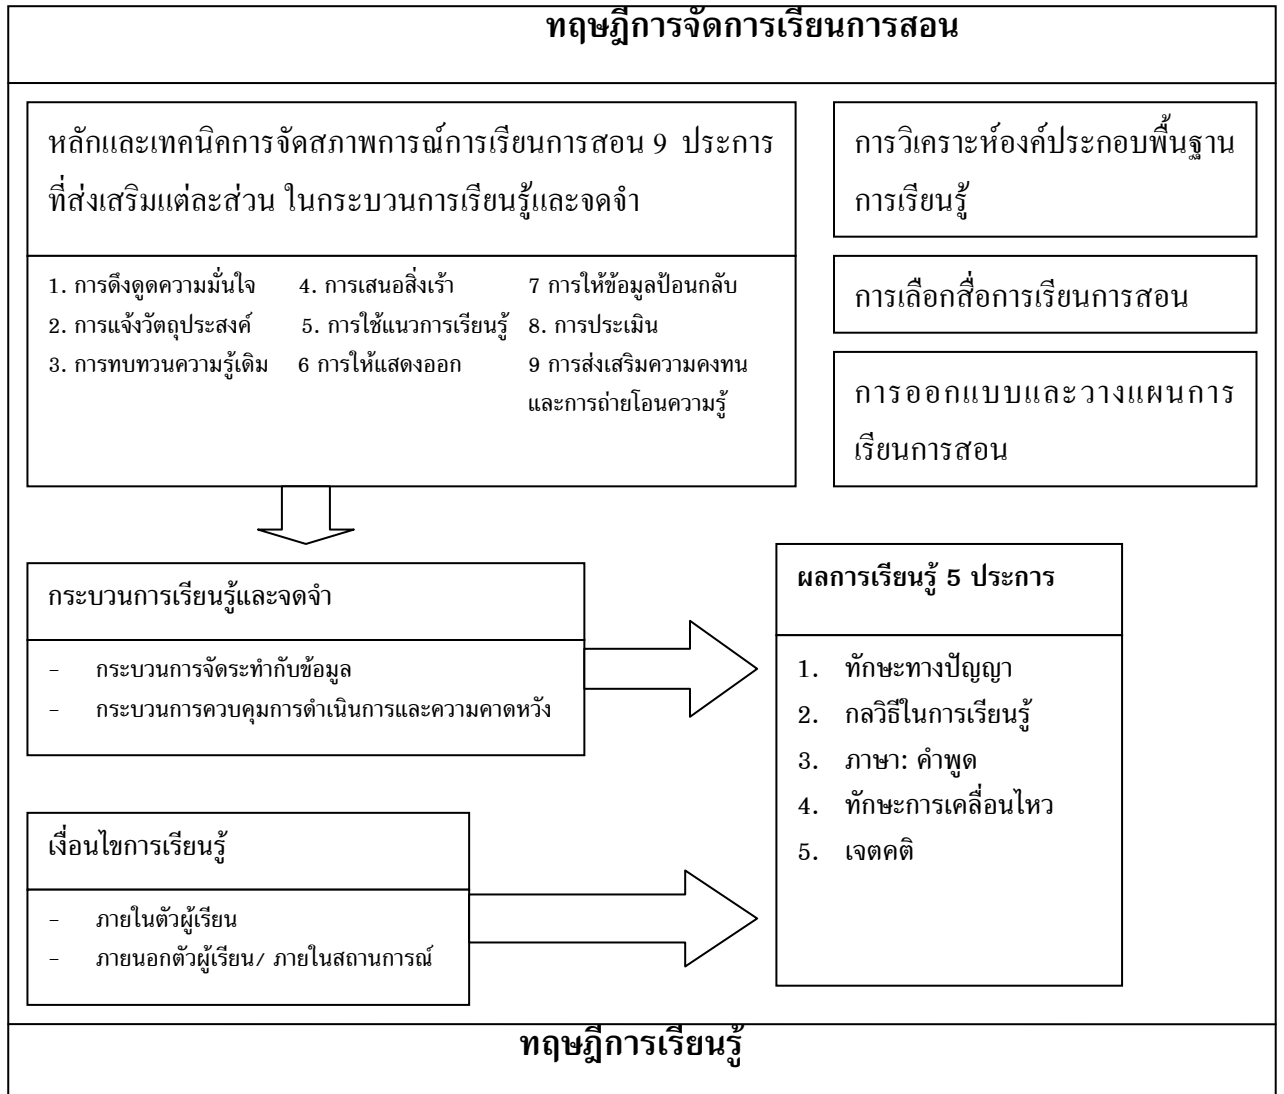 ทฤษฎีการจัดการเรียนการสอน
หลักและเทคนิคการจัดสภาพการณ์การเรียนการสอน 9 ประการ
ที่ส่งเสริมแต่ละส่วน ในกระบวนการเรียนรู้และจดจำ
1. การดึงดูดความมั่นใจ 4. การเสนอสิ่งเร้า 7 การให้ข้อมูลป้อนกลับ
2. การแจ้งวัตถุประสงค์ 5. การใช้แนวการเรียนรู้ 8. การประเมิน
3. การทบทวนความรู้เดิม 6 การให้แสดงออก 9 การส่งเสริมความคงทน
และการถ่ายโอนความรู้
การวิเคราะห์องค์ประกอบพื้นฐาน
การเรียนรู้
การเลือกสื่อการเรียนการสอน
การออกแบบและวางแผนการ
เรียนการสอน
กระบวนการเรียนรู้และจดจำ
- กระบวนการจัดระทำกับข้อมูล
- กระบวนการควบคุมการดำเนินการและความคาดหวัง
ผลการเรียนรู้ 5 ประการ
1. ทักษะทางปัญญา
2. กลวิธีในการเรียนรู้
3. ภาษา: คำพูด
4. ทักษะการเคลื่อนไหว
5. เจตคติ
เงื่อนไขการเรียนรู้
- ภายในตัวผู้เรียน
- ภายนอกตัวผู้เรียน/ ภายในสถานการณ์
ทฤษฎีการเรียนรู้